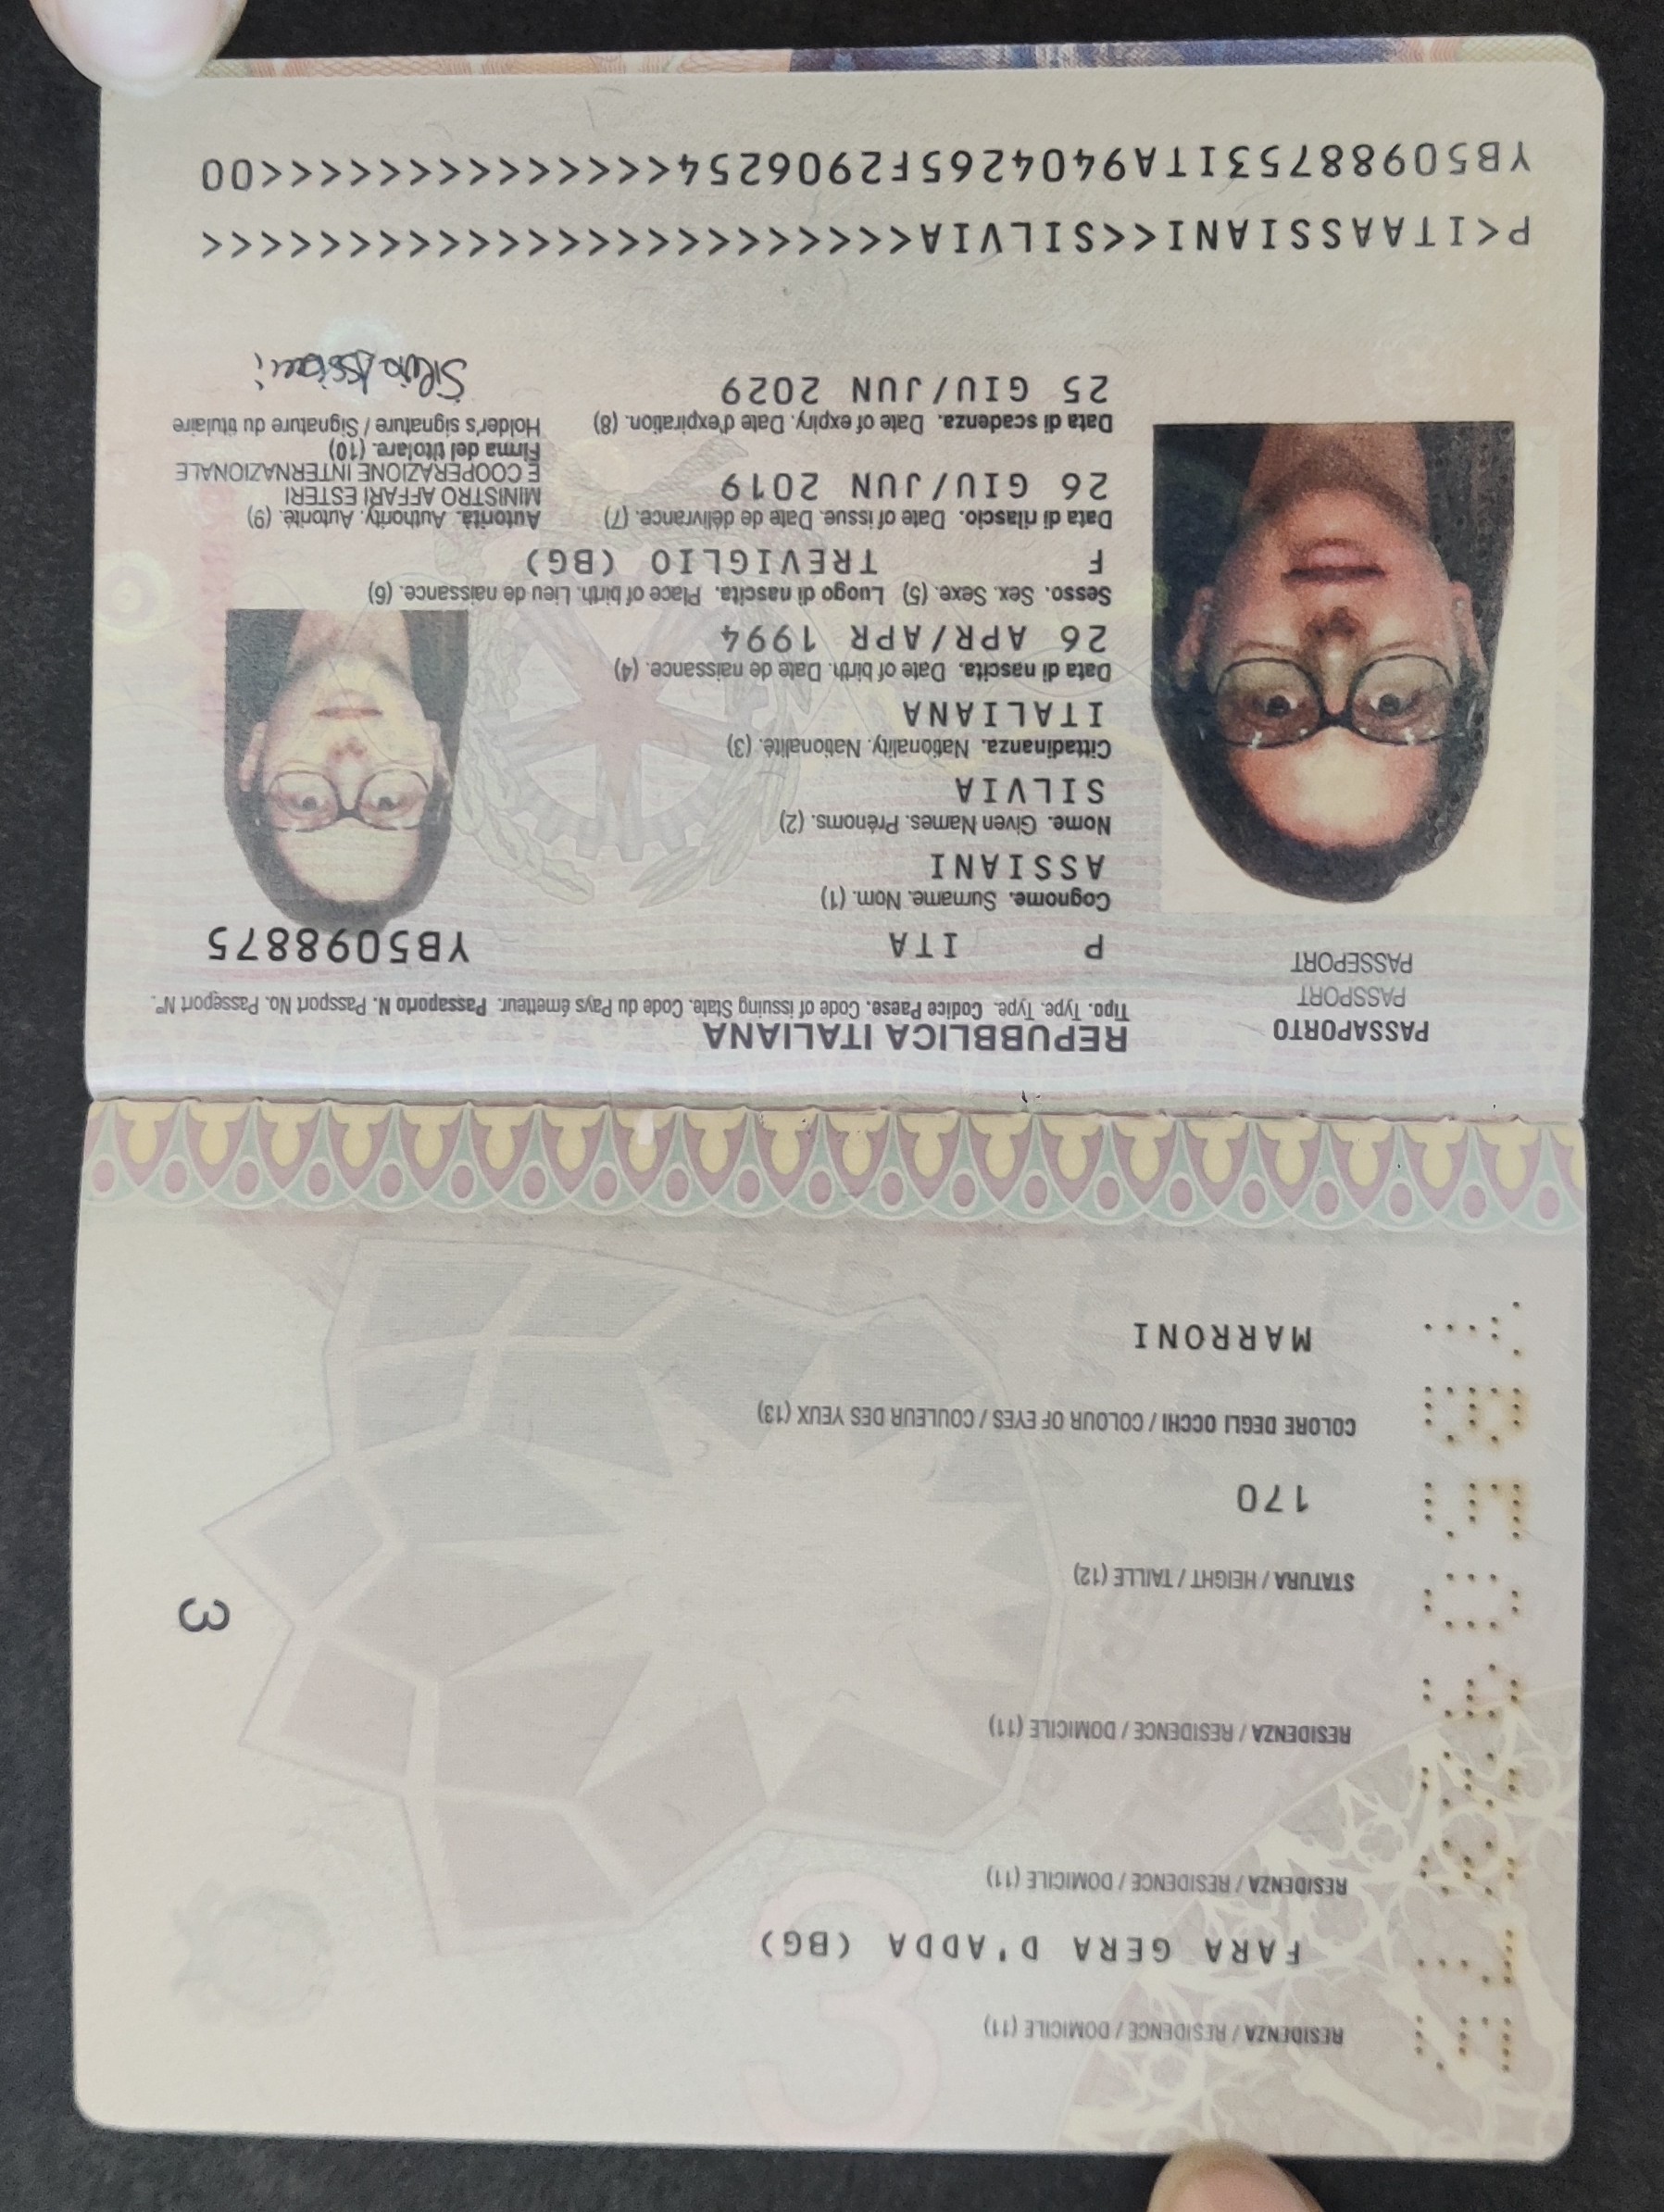 FARA GERA D'ADDA (BG)
RESIDENZA / RESIDENCE / DOMICILE (11)
RESIDENZA / RESIDENCE / DOMICILE (11)
RESIDENZA / RESIDENCE / DOMICILE (11)
STATURA / HEIGHT / TAILLE (12)
170
COLORE DEGLI OCCHI / COLOUR OF EYES / COULEUR DES YEUX (13)
MARRONI
3
YB5098875
REPUBBLICA ITALIANA
PASSAPORTO
PASSPORT
PASSEPORT
Tipo. Type. Type. Codice Paese. Code of issuing State. Code du Pays émetteur. Passaporto N. Passport No. Passeport N°.
P ITA YB5098875
Cognome. Surname. Nom. (1)
ASSIANI
Nome. Given Names. Prénoms. (2)
SILVIA
Cittadinanza. Nationality. Nationalité. (3)
ITALIANA
Data di nascita. Date of birth. Date de naissance. (4)
26 APR/APR 1994
Sesso. Sex. Sexe. (5) Luogo di nascita. Place of birth. Lieu de naissance. (6)
F TREVIGLIO (BG)
Data di rilascio. Date of issue. Date de délivrance. (7)
26 GIU/JUN 2019
Data di scadenza. Date of expiry. Date d'expiration. (8)
25 GIU/JUN 2029
Autorità. Authority. Autorité. (9)
MINISTRO AFFARI ESTERI
E COOPERAZIONE INTERNAZIONALE
Firma del titolare. (10)
Holder's signature / Signature du titulaire
Silvia Assiani
P<ITAASSIANI<<SILVIA<<<<<<<<<<<<<<<<<<<<<<<<
YB50988753ITA9404265F2906254<<<<<<<<<<<<<<00